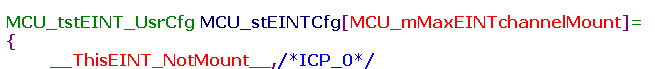 MCU_tstEINT_UsrCfg MCU_stEINTCfg[MCU_mMaxEINTchannelMount]=
{
__ThisEINT_NotMount__,/*ICP_0*/